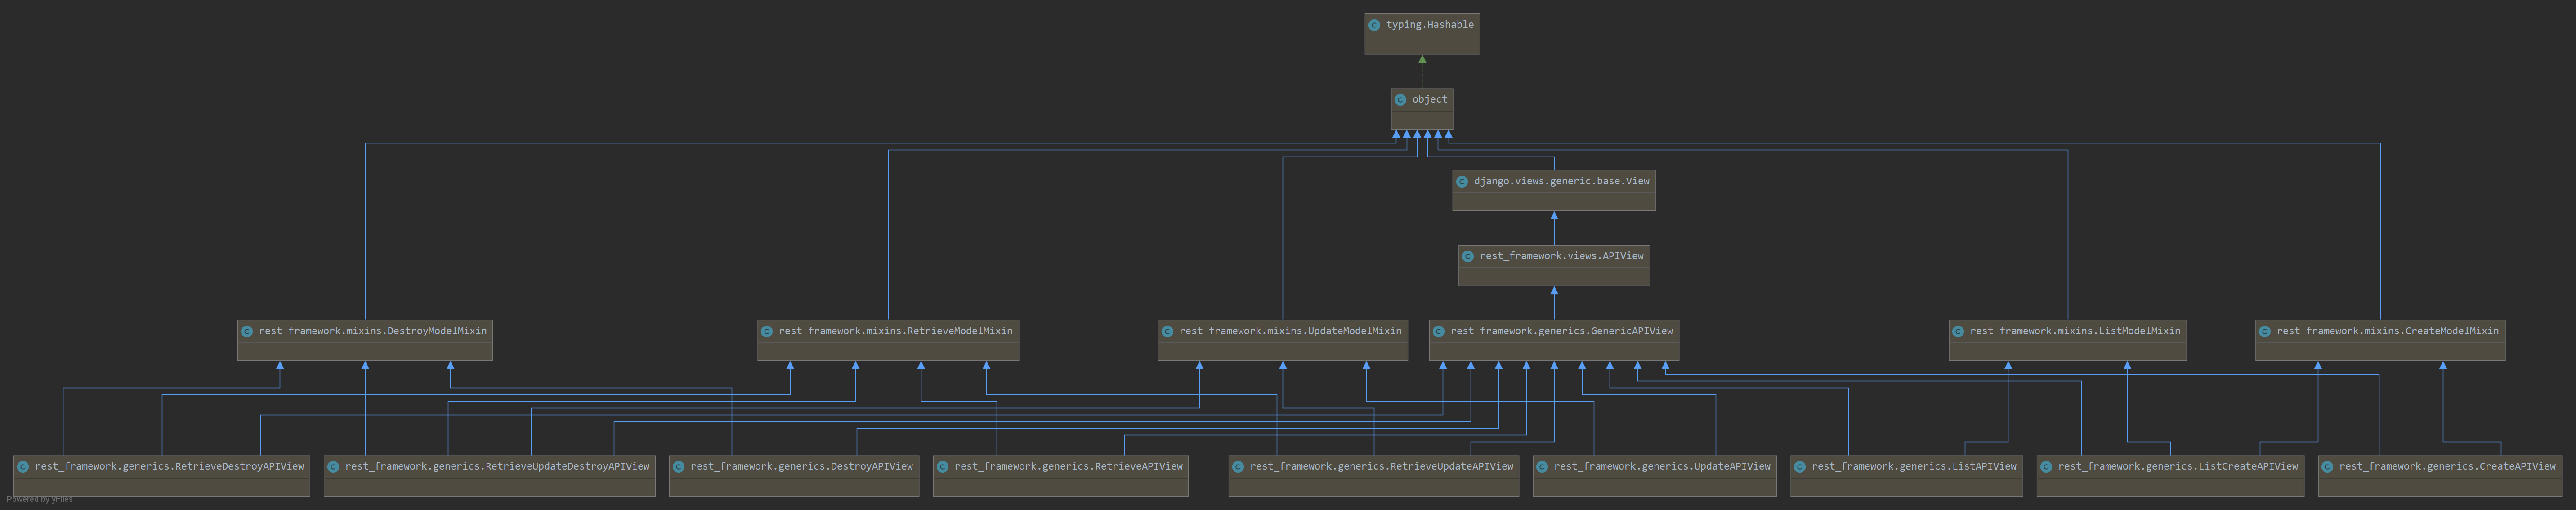 typing.Hashable
object
django.views.generic.base.View
rest_framework.views.APIView
rest_framework.mixins.DestroyModelMixin
rest_framework.mixins.RetrieveModelMixin
rest_framework.mixins.UpdateModelMixin
rest_framework.generics.GenericAPIView
rest_framework.mixins.ListModelMixin
rest_framework.mixins.CreateModelMixin
rest_framework.generics.RetrieveDestroyAPIView
rest_framework.generics.RetrieveUpdateDestroyAPIView
rest_framework.generics.DestroyAPIView
rest_framework.generics.RetrieveAPIView
rest_framework.generics.RetrieveUpdateAPIView
rest_framework.generics.UpdateAPIView
rest_framework.generics.ListAPIView
rest_framework.generics.ListCreateAPIView
rest_framework.generics.CreateAPIView
Powered by yFiles